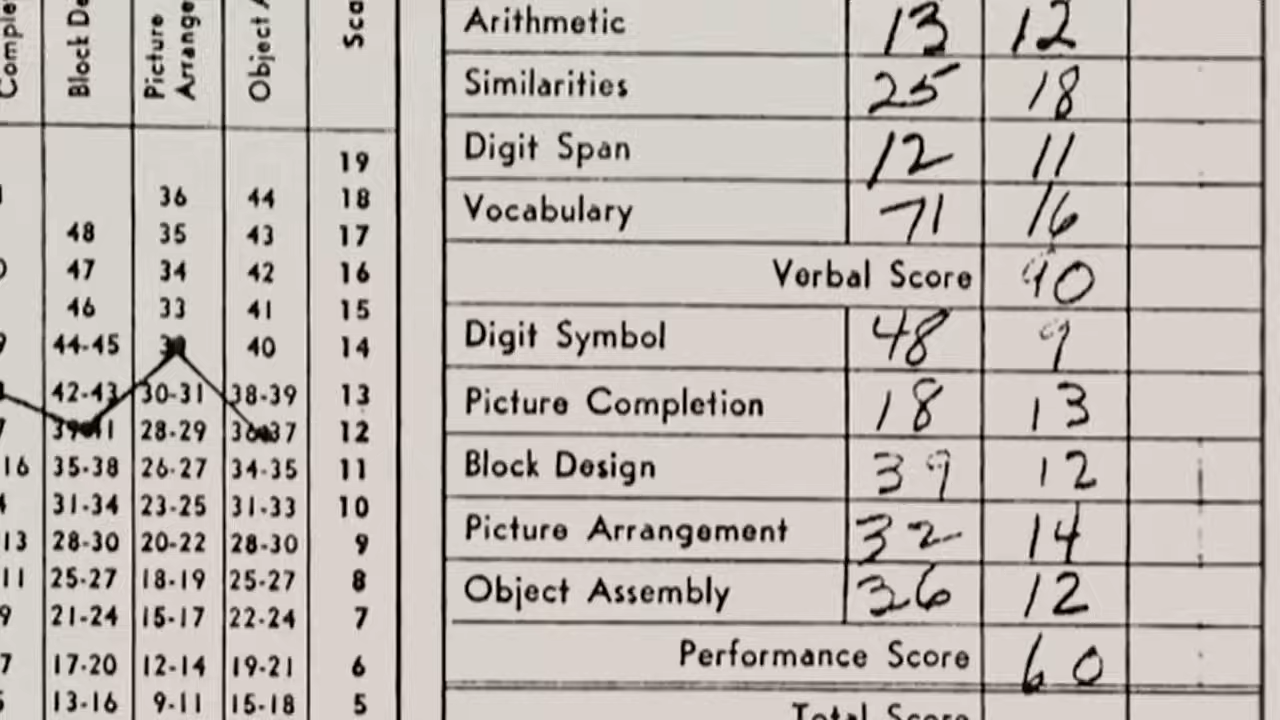 Block De
Picture
Arrange
Object A
Sca
19
36 44 18
48 35 43 17
47 34 42 16
46 33 41 15
44-45 14
40
42-43 30-31 38-39 13
28-29 12
16 35-38 26-27 34-35 11
31-34 23-25 31-33 10
13 28-30 20-22 28-30 9
11 25-27 18-19 25-27 8
9 21-24 15-17 22-24 7
7 17-20 12-14 19-21 6
13-16 9-11 15-18 5
Arithmetic 13 12
Similarities 25 18
Digit Span 12 11
Vocabulary 71 16
Verbal Score 90
Digit Symbol 48 9
Picture Completion 18 13
Block Design 39 12
Picture Arrangement 32 14
Object Assembly 36 12
Performance Score 60
Total Score